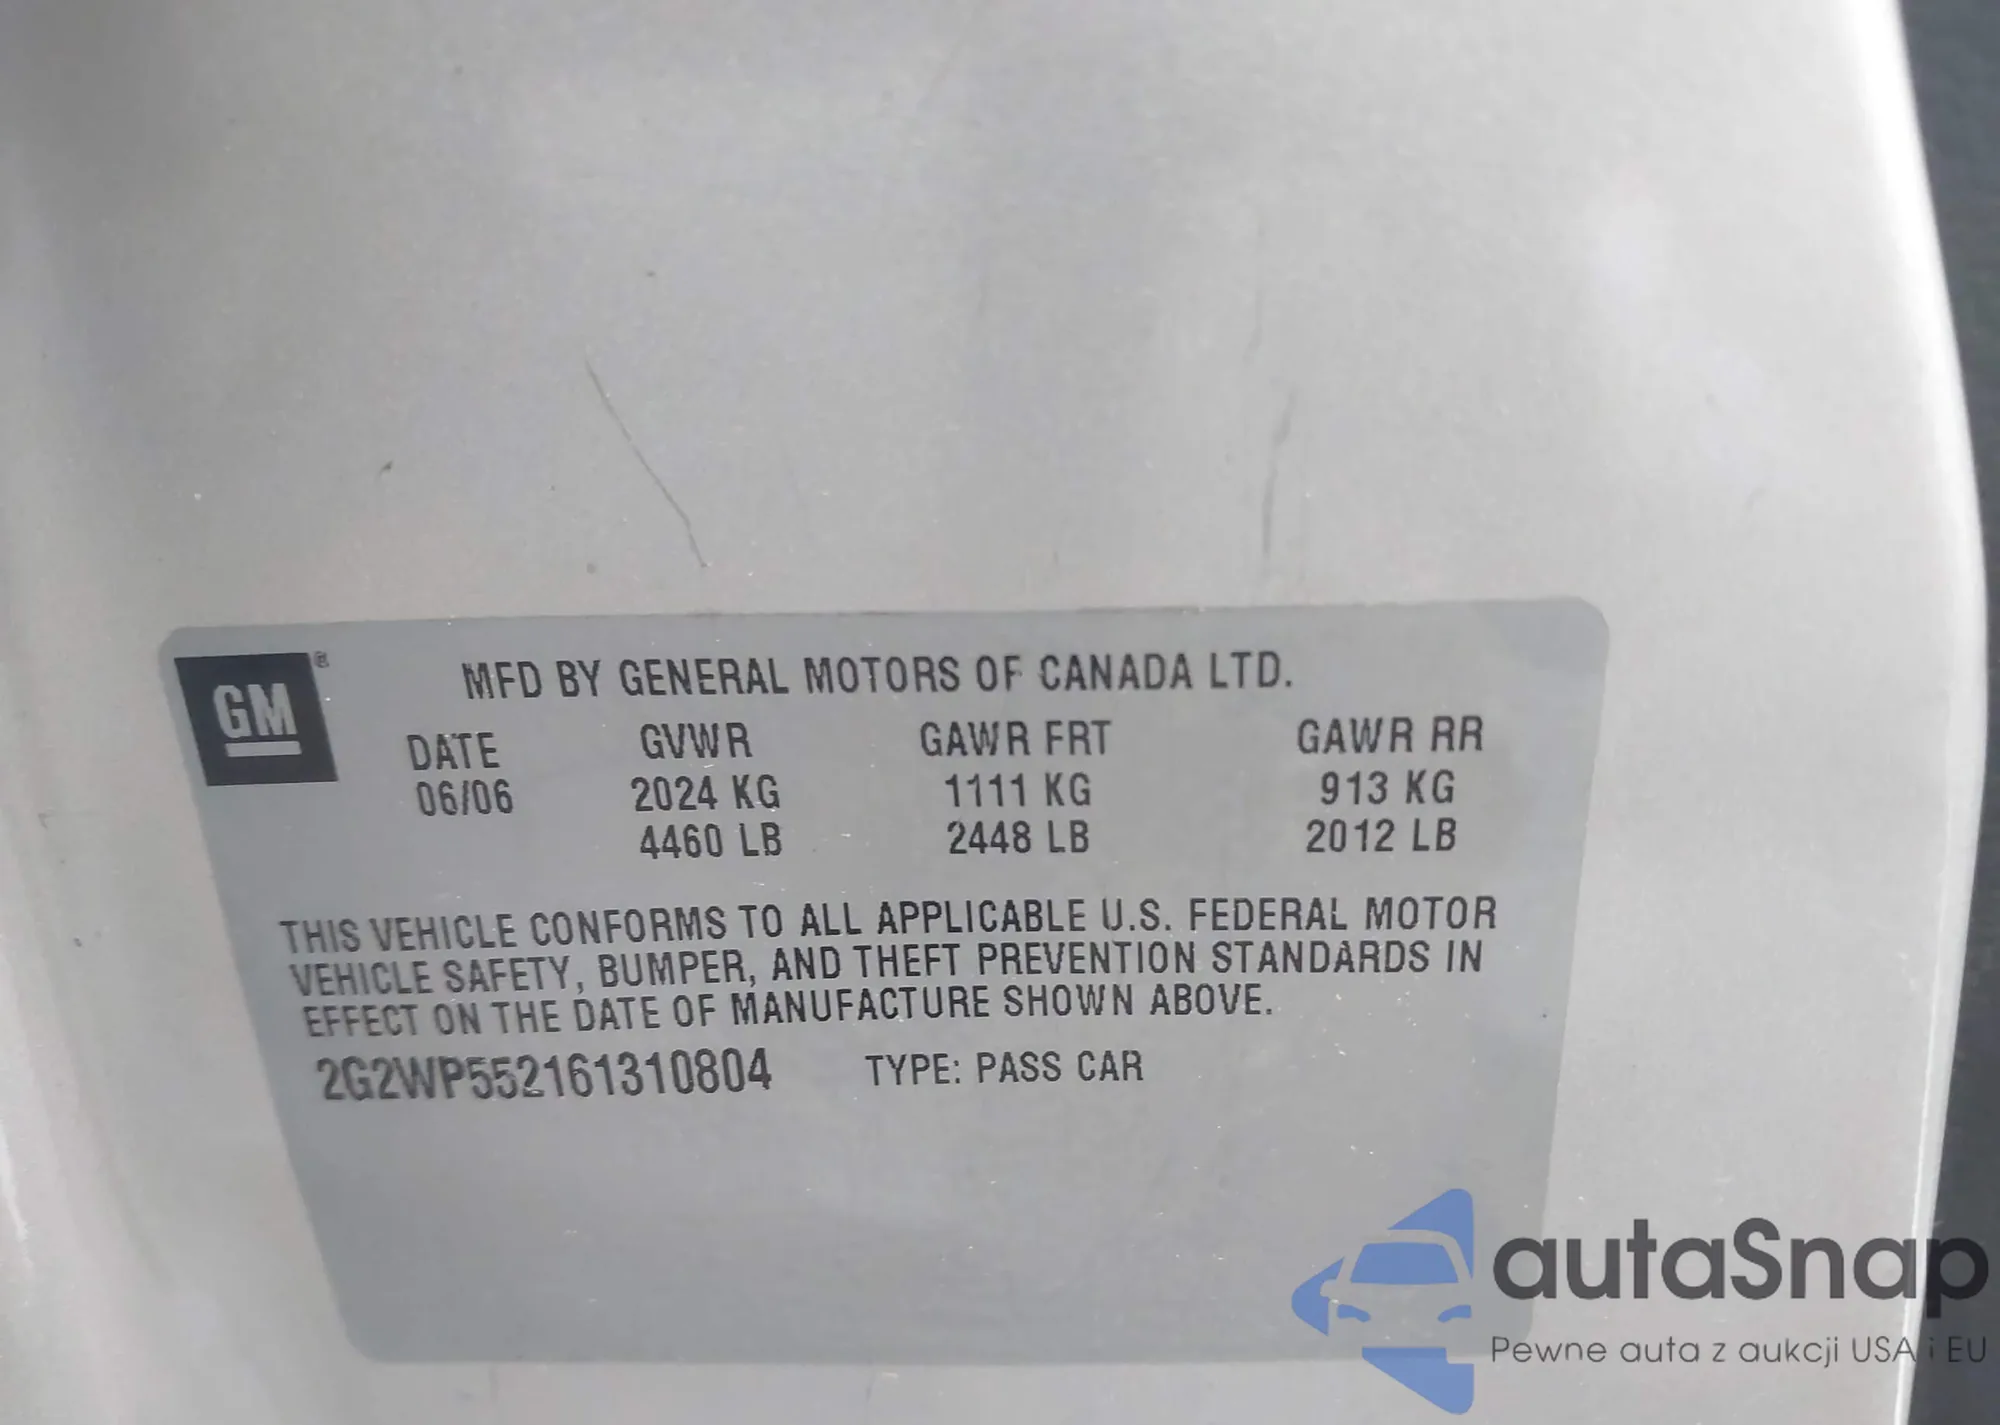 GM®
MFD BY GENERAL MOTORS OF CANADA LTD.
DATE GVWR GAWR FRT GAWR RR
06/06 2024 KG 1111 KG 913 KG
4460 LB 2448 LB 2012 LB
THIS VEHICLE CONFORMS TO ALL APPLICABLE U.S. FEDERAL MOTOR
VEHICLE SAFETY, BUMPER, AND THEFT PREVENTION STANDARDS IN
EFFECT ON THE DATE OF MANUFACTURE SHOWN ABOVE.
2G2WP552161310804 TYPE: PASS CAR
autaSnap
Pewne auta z aukcji USA i EU